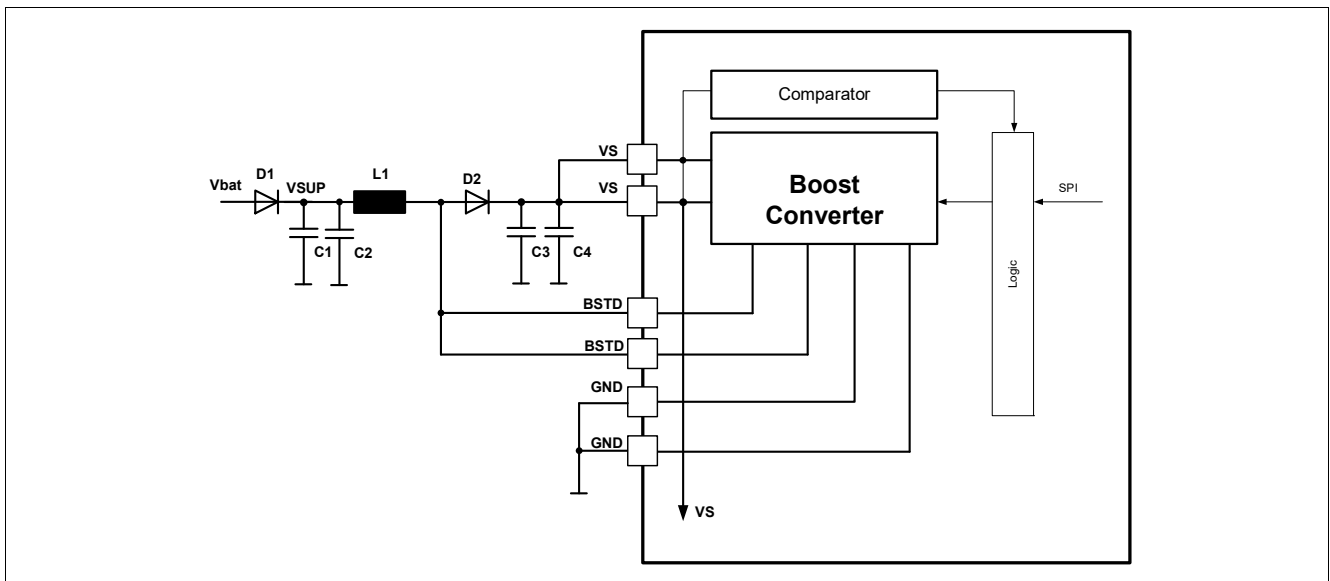 Comparator
VS
VS
Boost
Converter
SPI
Logic
Vbat
D1
VSUP
L1
D2
C1
C2
C3
C4
BSTD
BSTD
GND
GND
VS